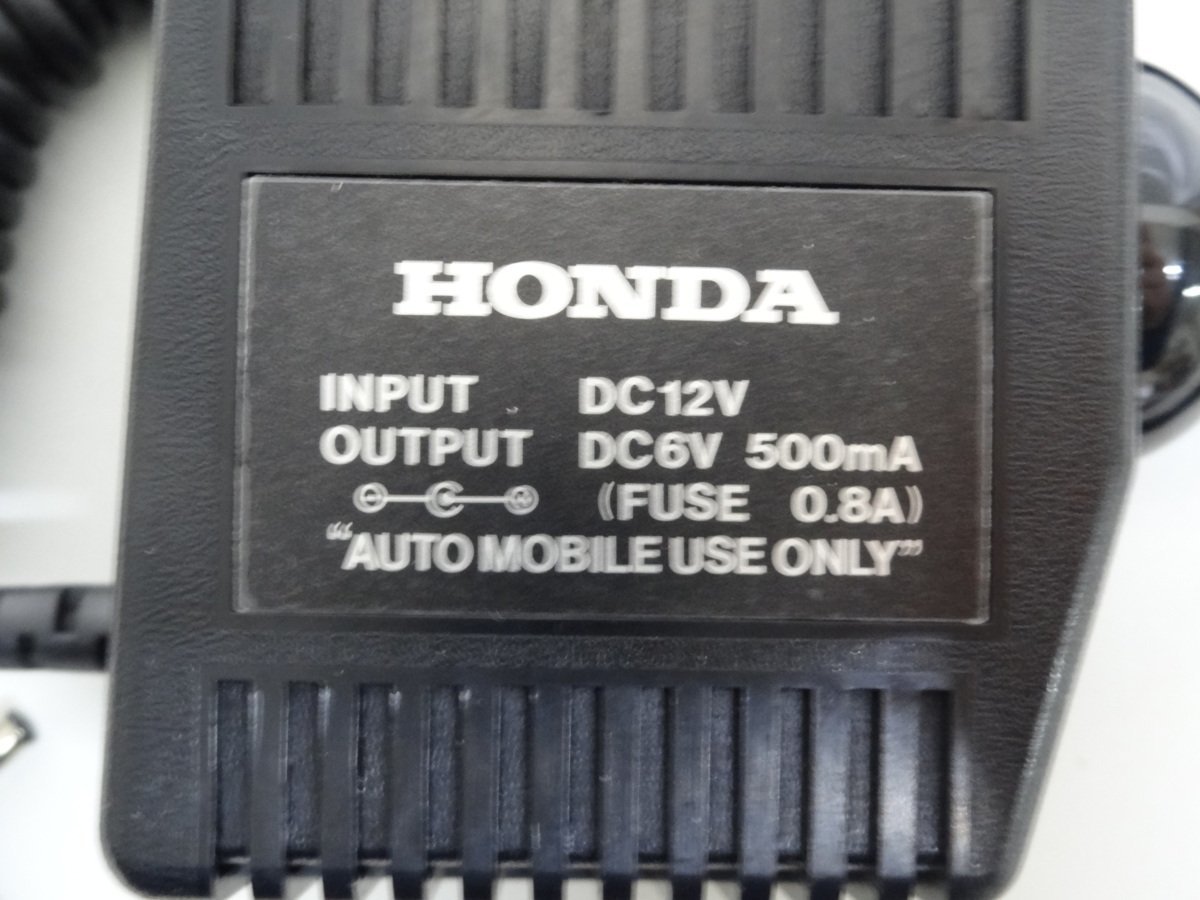 HONDA
INPUT DC12V
OUTPUT DC6V 500mA
(FUSE 0.8A)
"AUTO MOBILE USE ONLY"